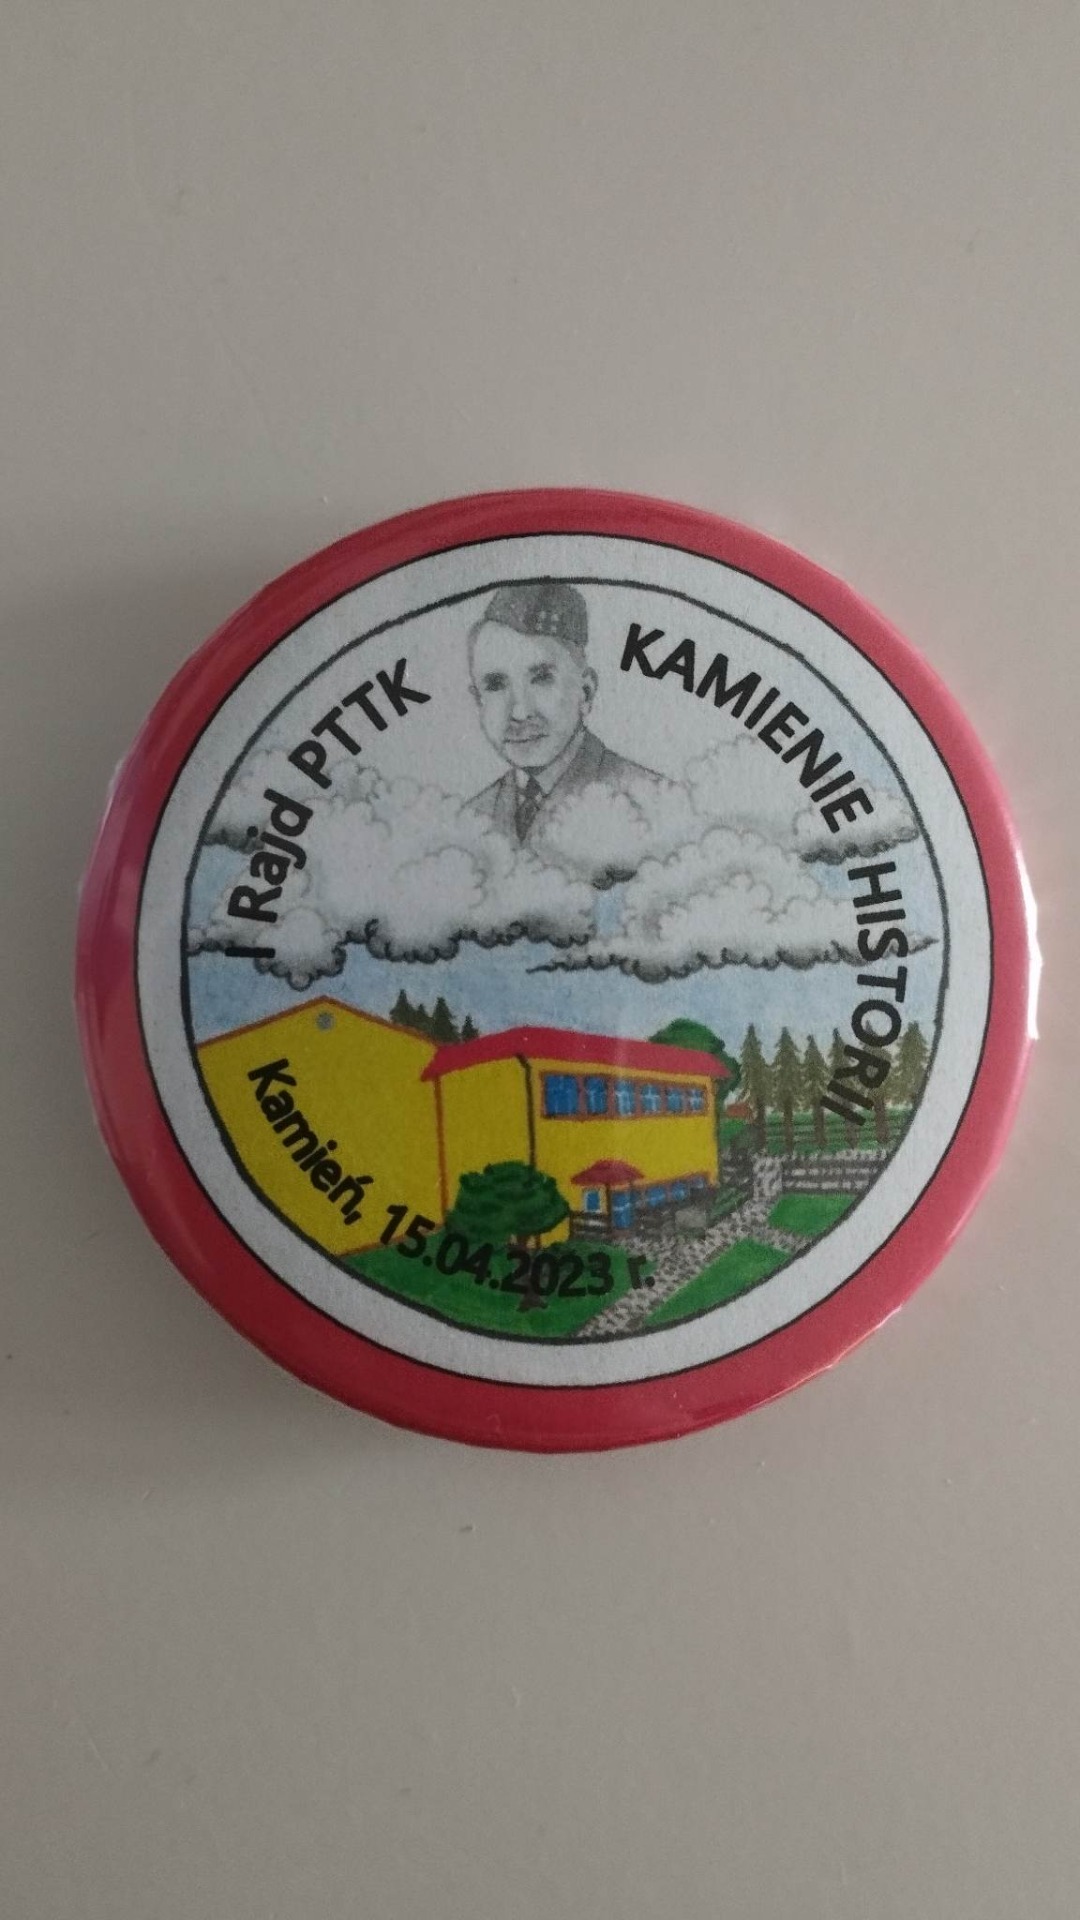 I Rajd PTTK
KAMIENIE HISTORII
Kamień, 15.04.2023 r.